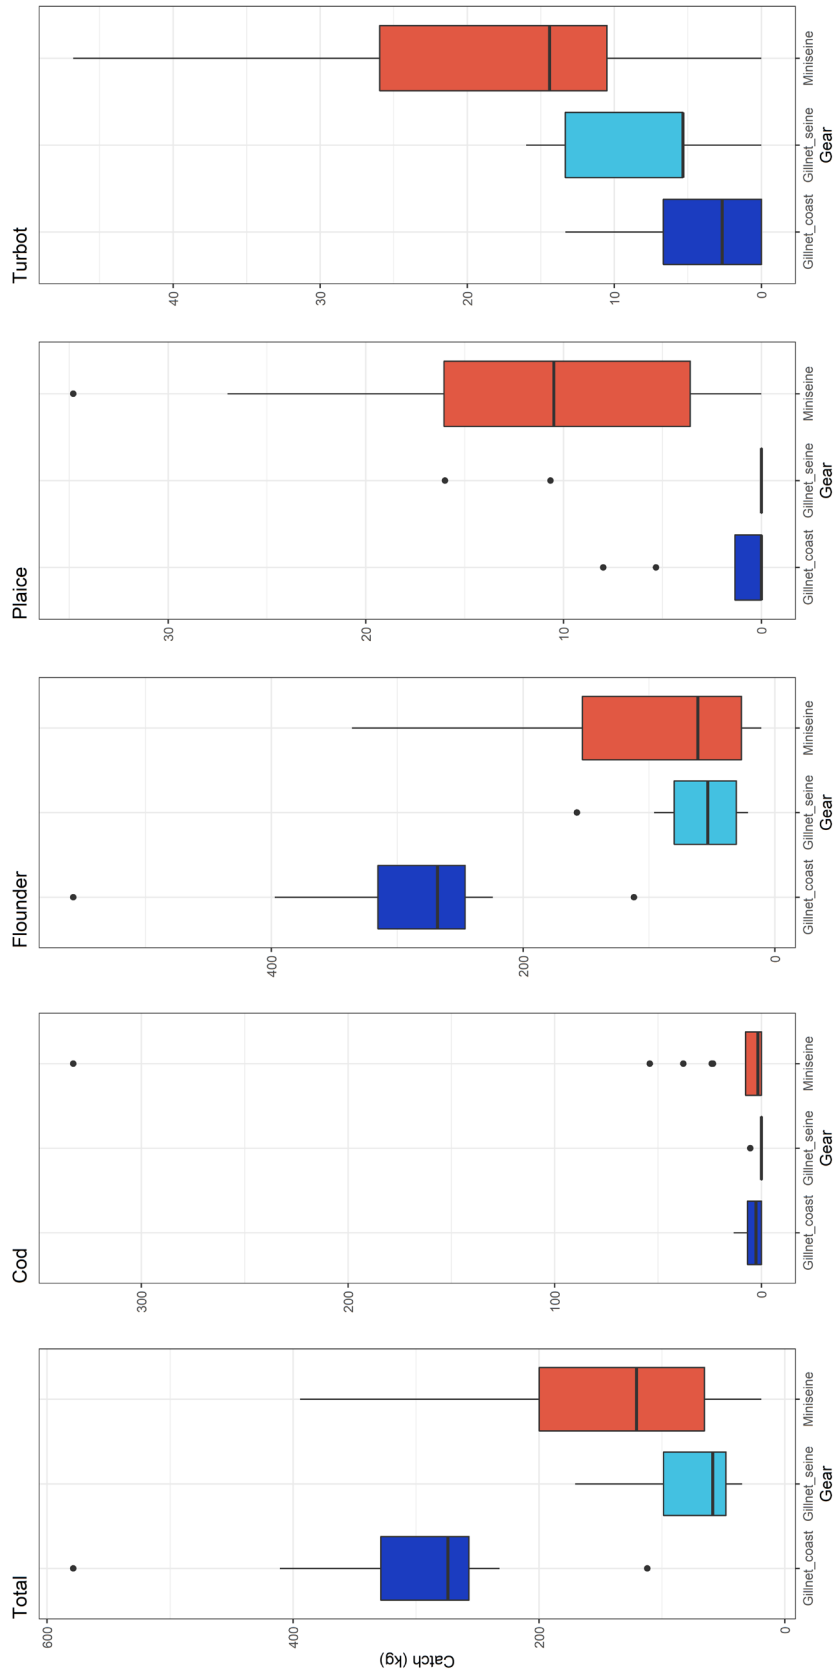 Total
Catch (kg)
600
400
200
0
Gillnet_coast Gillnet_seine Miniseine
Gear
Cod
300
200
100
0
Gillnet_coast Gillnet_seine Miniseine
Gear
Flounder
400
200
0
Gillnet_coast Gillnet_seine Miniseine
Gear
Plaice
30
20
10
0
Gillnet_coast Gillnet_seine Miniseine
Gear
Turbot
40
30
20
10
0
Gillnet_coast Gillnet_seine Miniseine
Gear